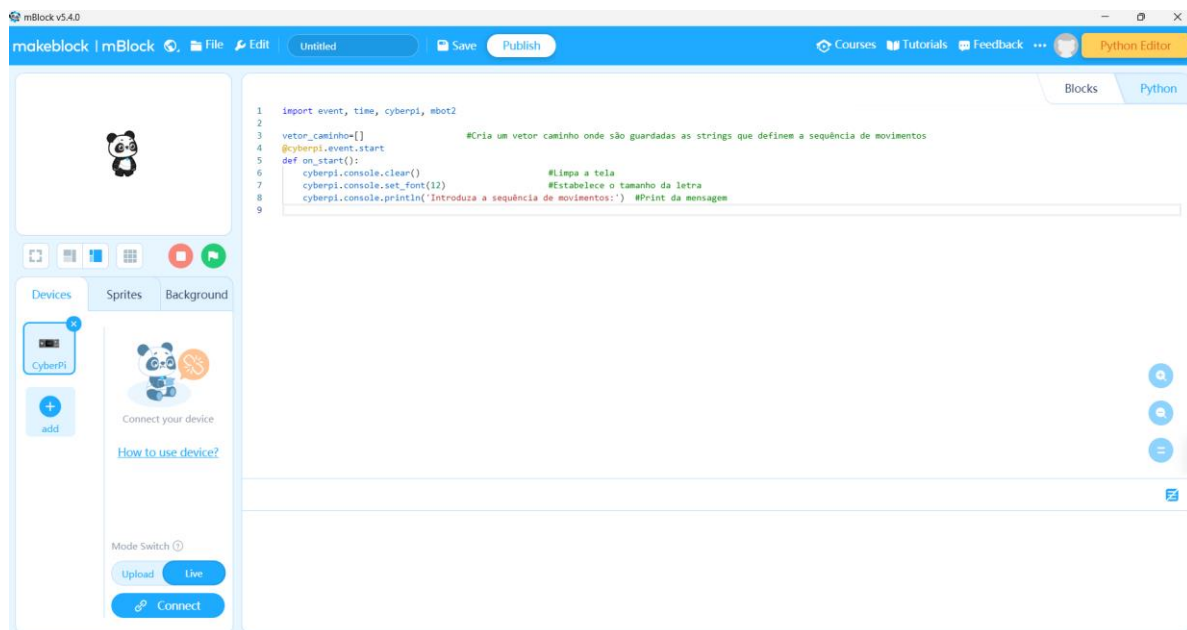 mBlock v5.4.0
makeblock | mBlock File Edit Untitled Save Publish Courses Tutorials Feedback ... Python Editor
Blocks Python
1 import event, time, cyberpi, mbot2
2
3 vetor_caminho=[] #Cria um vetor caminho onde são guardadas as strings que definem a sequência de movimentos
4 @cyberpi.event.start
5 def on_start():
6 cyberpi.console.clear() #Limpa a tela
7 cyberpi.console.set_font(12) #Estabelece o tamanho da letra
8 cyberpi.console.println('Introduza a sequência de movimentos:') #Print da mensagem
9
Devices Sprites Background
CyberPi
add
Connect your device
How to use device?
Mode Switch ?
Upload Live
Connect